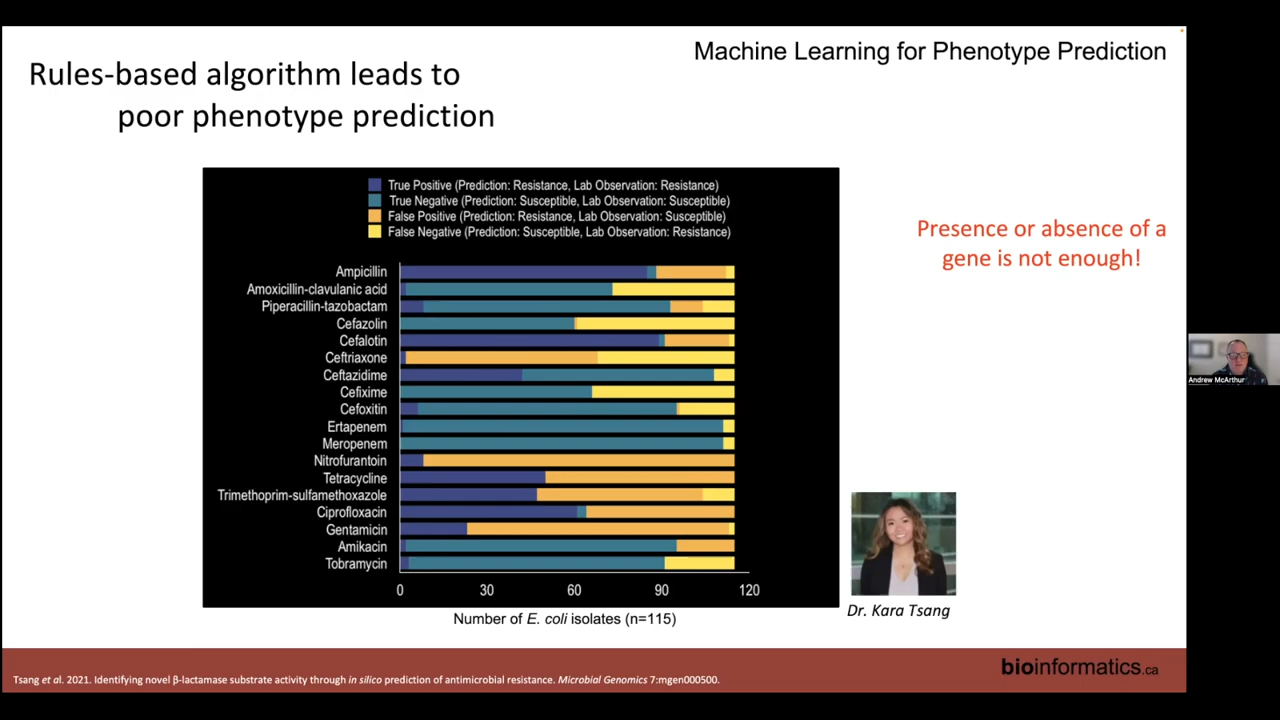 Machine Learning for Phenotype Prediction
Rules-based algorithm leads to
poor phenotype prediction
True Positive (Prediction: Resistance, Lab Observation: Resistance)
True Negative (Prediction: Susceptible, Lab Observation: Susceptible)
False Positive (Prediction: Resistance, Lab Observation: Susceptible)
False Negative (Prediction: Susceptible, Lab Observation: Resistance)
Presence or absence of a
gene is not enough!
Ampicillin
Amoxicillin-clavulanic acid
Piperacillin-tazobactam
Cefazolin
Cefalotin
Ceftriaxone
Ceftazidime
Cefixime
Cefoxitin
Ertapenem
Meropenem
Nitrofurantoin
Tetracycline
Trimethoprim-sulfamethoxazole
Ciprofloxacin
Gentamicin
Amikacin
Tobramycin
0 30 60 90 120
Number of E. coli isolates (n=115)
Dr. Kara Tsang
Andrew McArthur
bioinformatics.ca
Tsang et al. 2021. Identifying novel β-lactamase substrate activity through in silico prediction of antimicrobial resistance. Microbial Genomics 7:mgen000500.